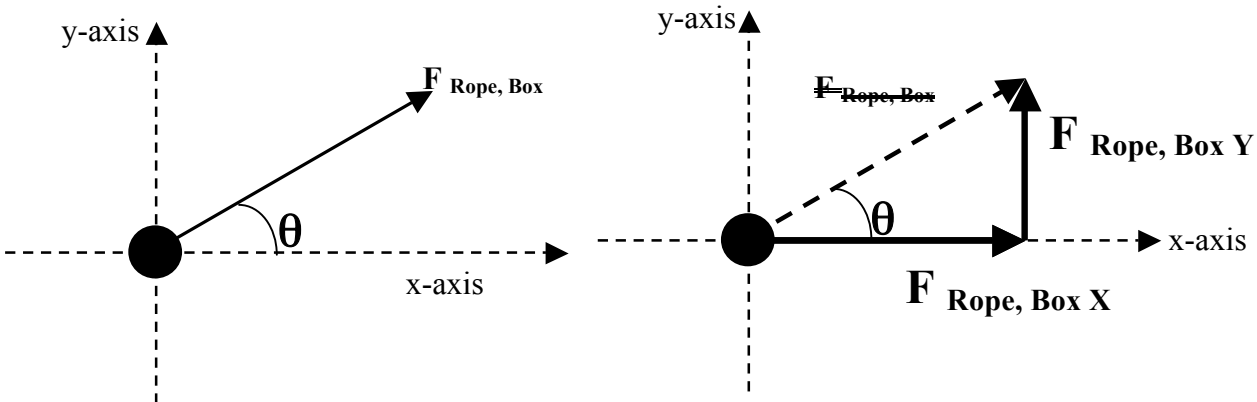 y-axis
F Rope, Box
θ
x-axis
y-axis
F Rope, Box
F Rope, Box Y
θ
x-axis
F Rope, Box X